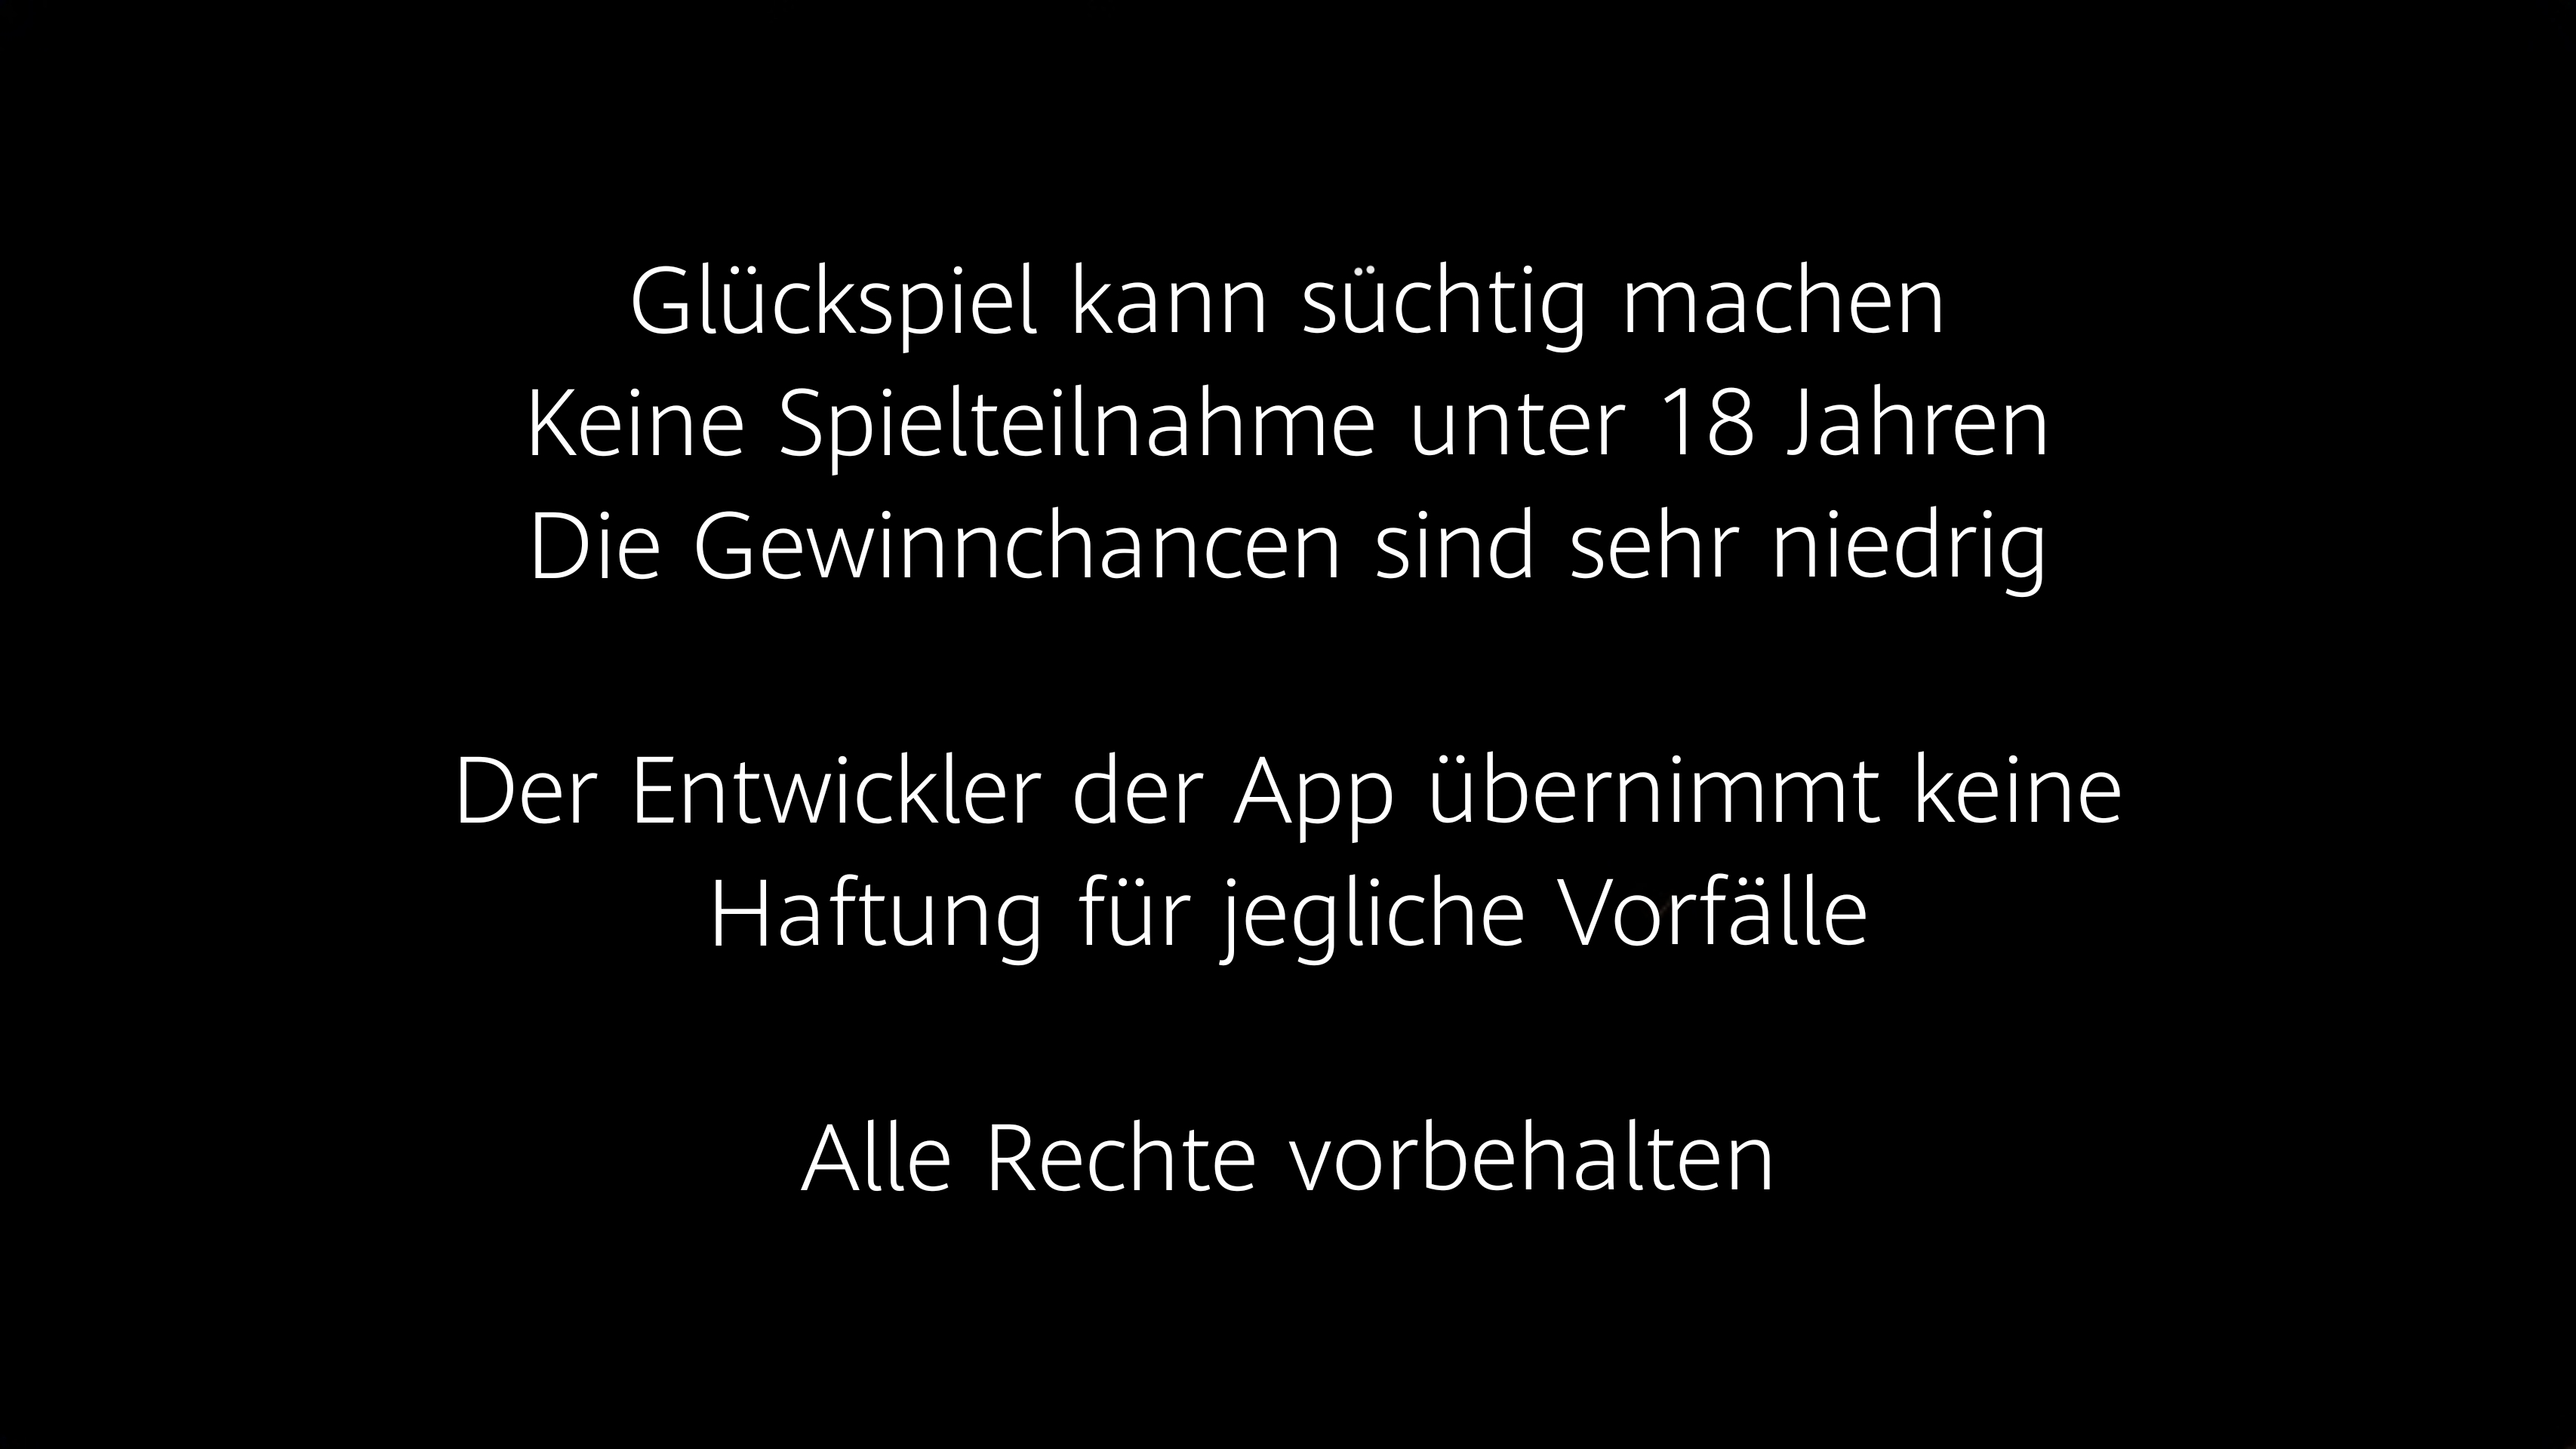 Glückspiel kann süchtig machen
Keine Spielteilnahme unter 18 Jahren
Die Gewinnchancen sind sehr niedrig
Der Entwickler der App übernimmt keine
Haftung für jegliche Vorfälle
Alle Rechte vorbehalten